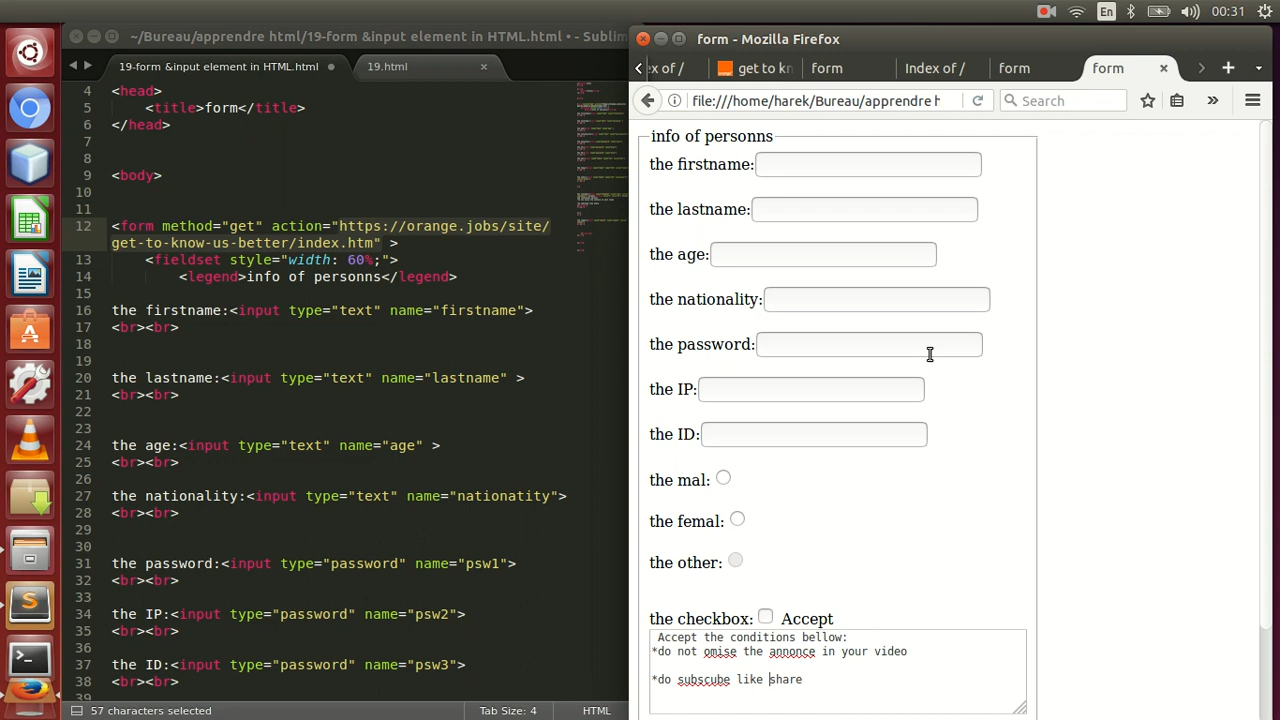 En
00:31
~/Bureau/apprendre html/19-form &input element in HTML.html • - Sublim
19-form &input element in HTML.html
19.html
4 <head>
5 <title>form</title>
6 </head>
7
8
9 <body>
10
11
12 <form method="get" action="https://orange.jobs/site/
get-to-know-us-better/index.htm" >
13 <fieldset style="width: 60%;">
14 <legend>info of personns</legend>
15
16 the firstname:<input type="text" name="firstname">
17 <br><br>
18
19
20 the lastname:<input type="text" name="lastname" >
21 <br><br>
22
23
24 the age:<input type="text" name="age" >
25 <br><br>
26
27 the nationality:<input type="text" name="nationatity">
28 <br><br>
29
30
31 the password:<input type="password" name="psw1">
32 <br><br>
33
34 the IP:<input type="password" name="psw2">
35 <br><br>
36
37 the ID:<input type="password" name="psw3">
38 <br><br>
39
57 characters selected
Tab Size: 4
HTML
form - Mozilla Firefox
ex of /
get to kn
form
Index of /
form
form
file:///home/harek/Bureau/apprendre h
Search
info of personns
the firstname:
the lastname:
the age:
the nationality:
the password:
the IP:
the ID:
the mal:
the femal:
the other:
the checkbox: Accept
Accept the conditions bellow:
*do not omise the annonce in your video
*do subscube like share